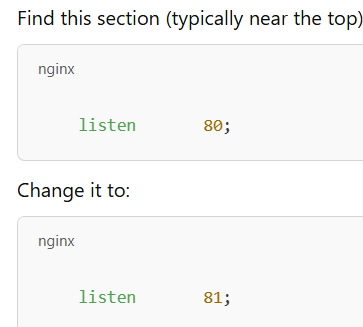 Find this section (typically near the top)
nginx
listen 80;
Change it to:
nginx
listen 81;